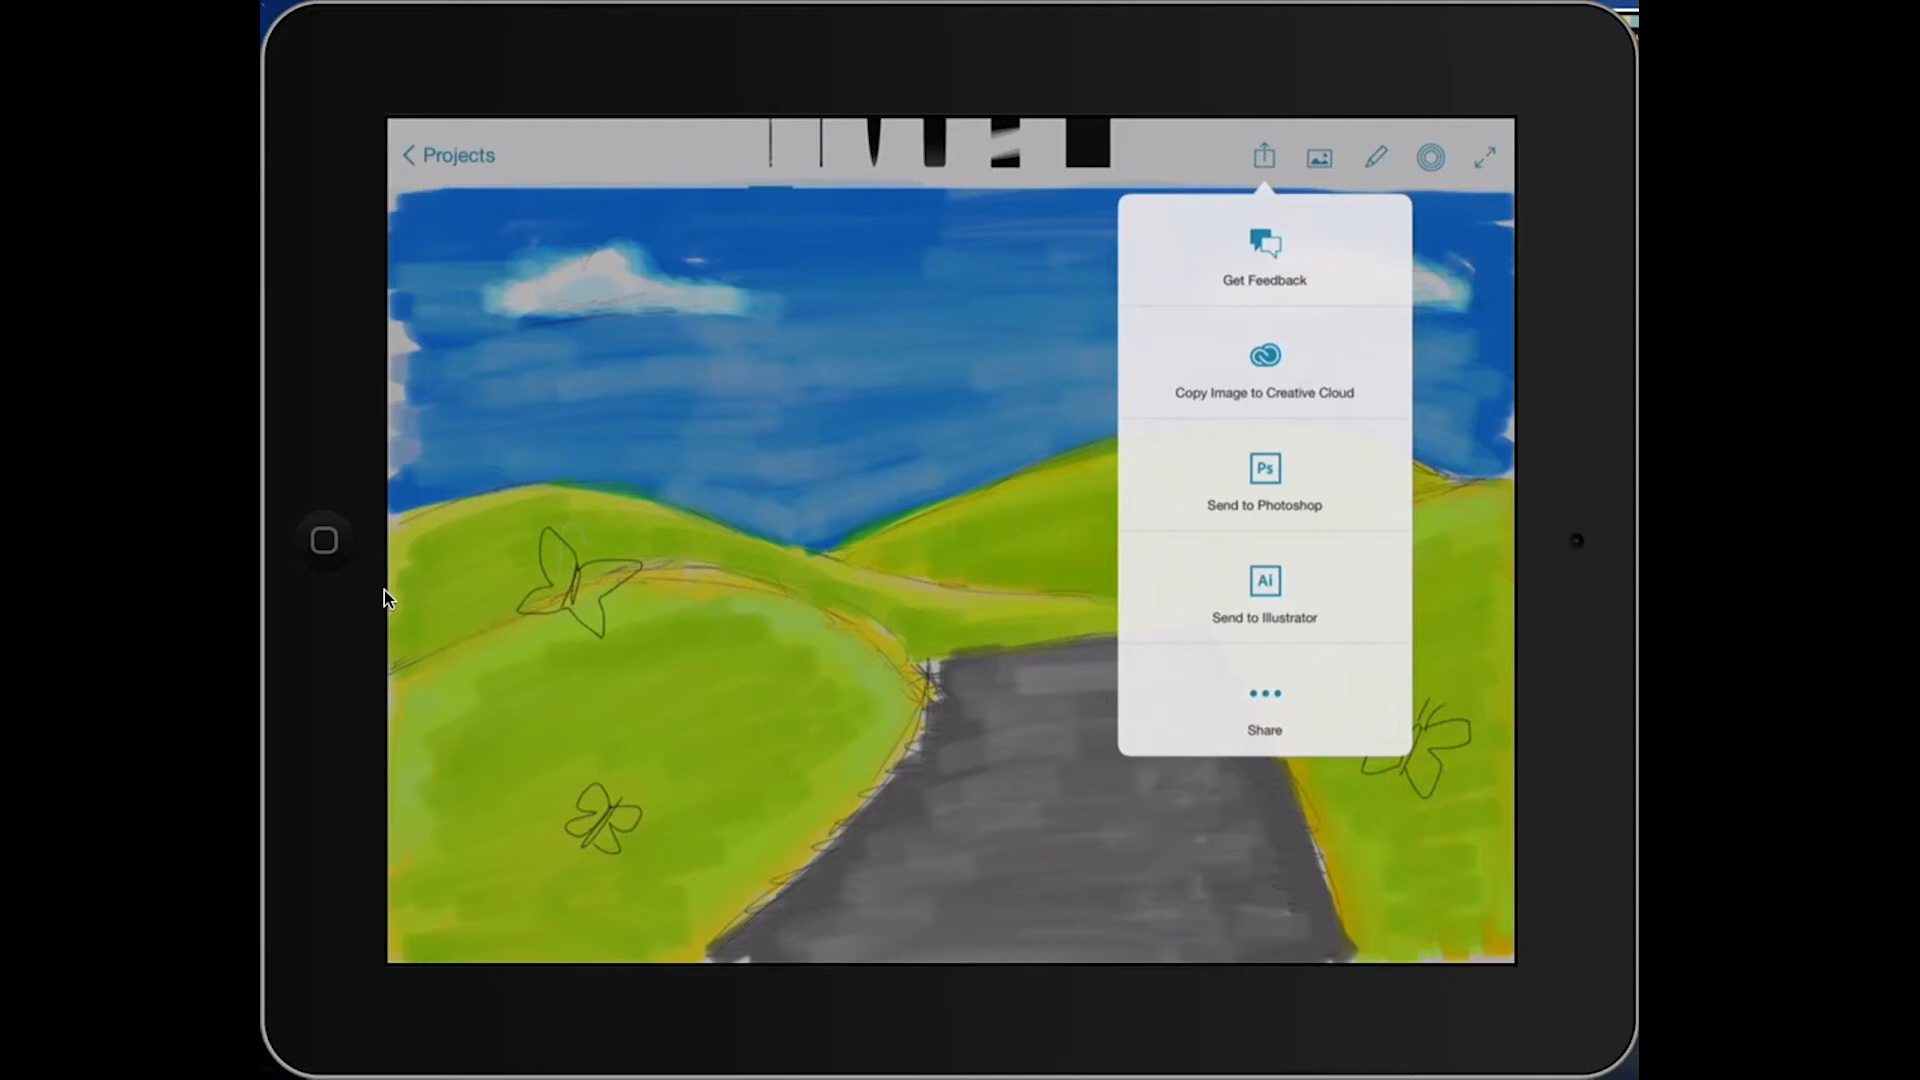 Projects
Get Feedback
Copy Image to Creative Cloud
Ps
Send to Photoshop
Ai
Send to Illustrator
Share